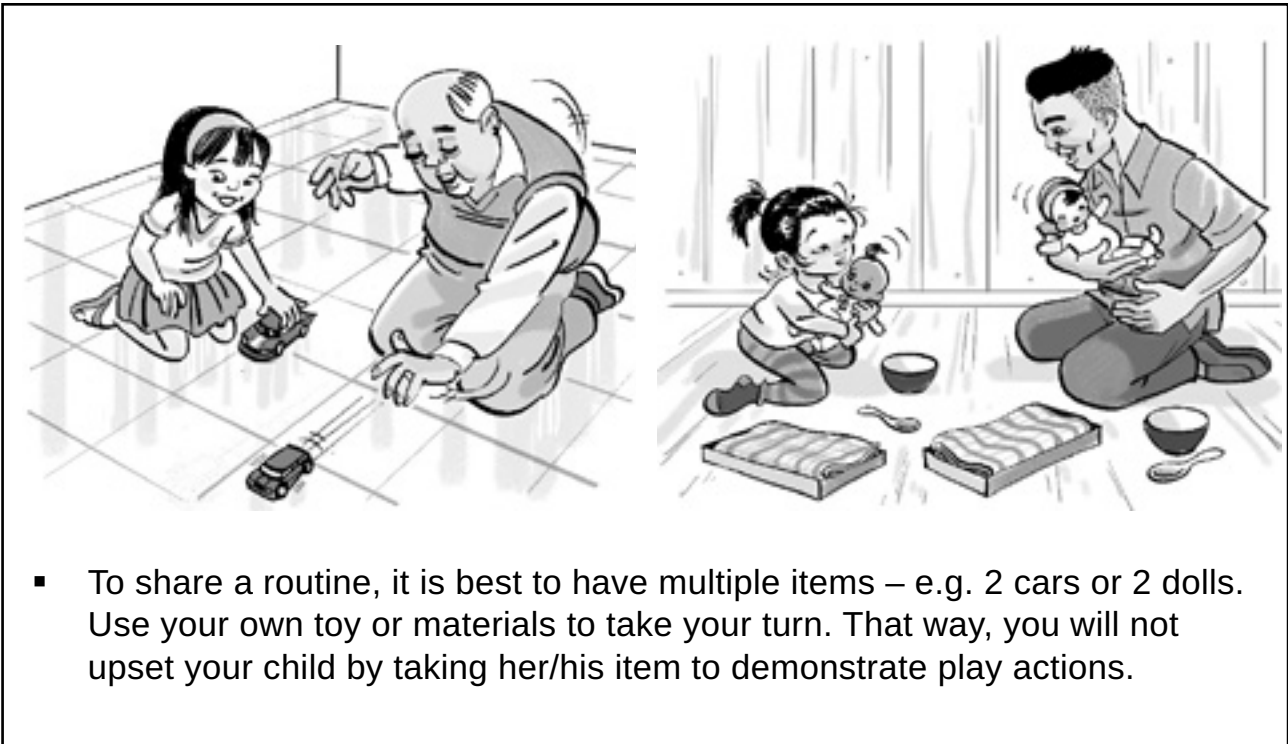 ▪ To share a routine, it is best to have multiple items – e.g. 2 cars or 2 dolls.
Use your own toy or materials to take your turn. That way, you will not
upset your child by taking her/his item to demonstrate play actions.